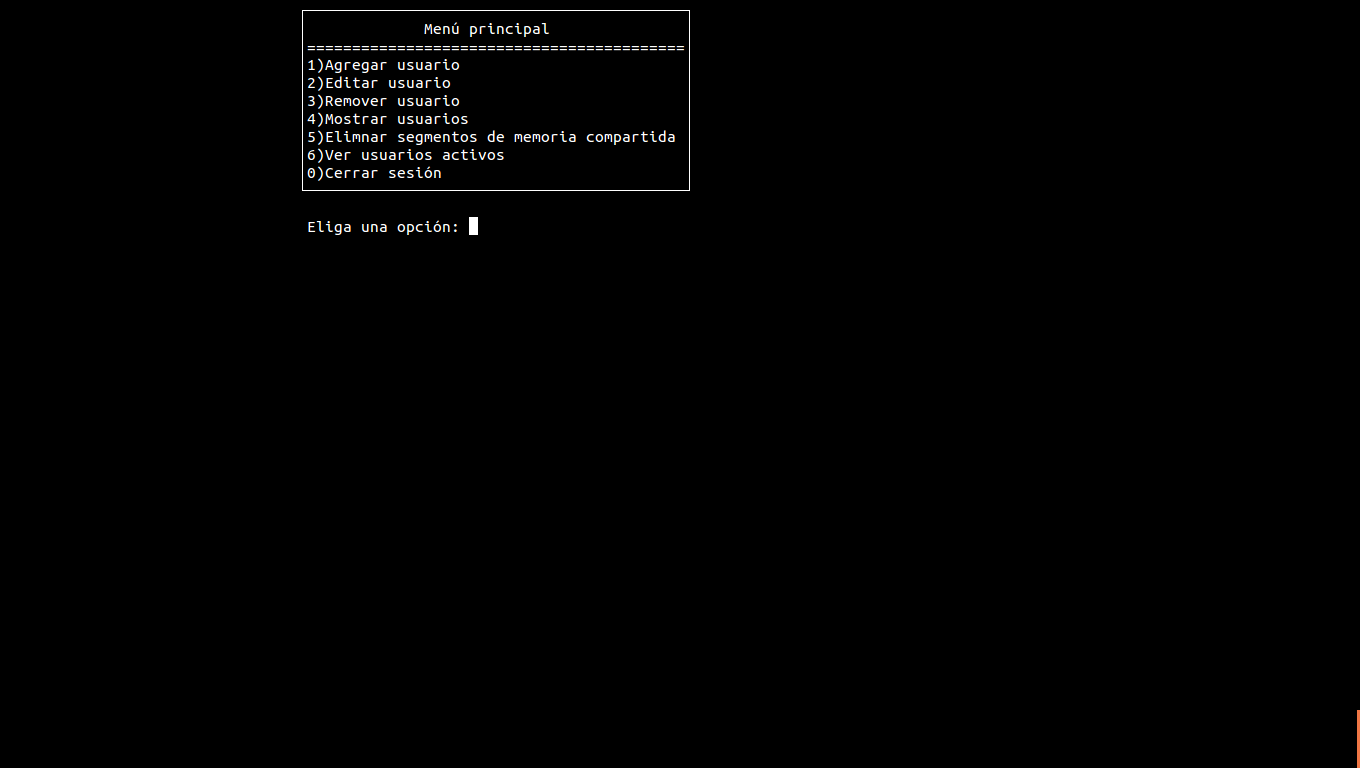 Menú principal
==========================================
1)Agregar usuario
2)Editar usuario
3)Remover usuario
4)Mostrar usuarios
5)Elimnar segmentos de memoria compartida
6)Ver usuarios activos
0)Cerrar sesión
Eliga una opción: